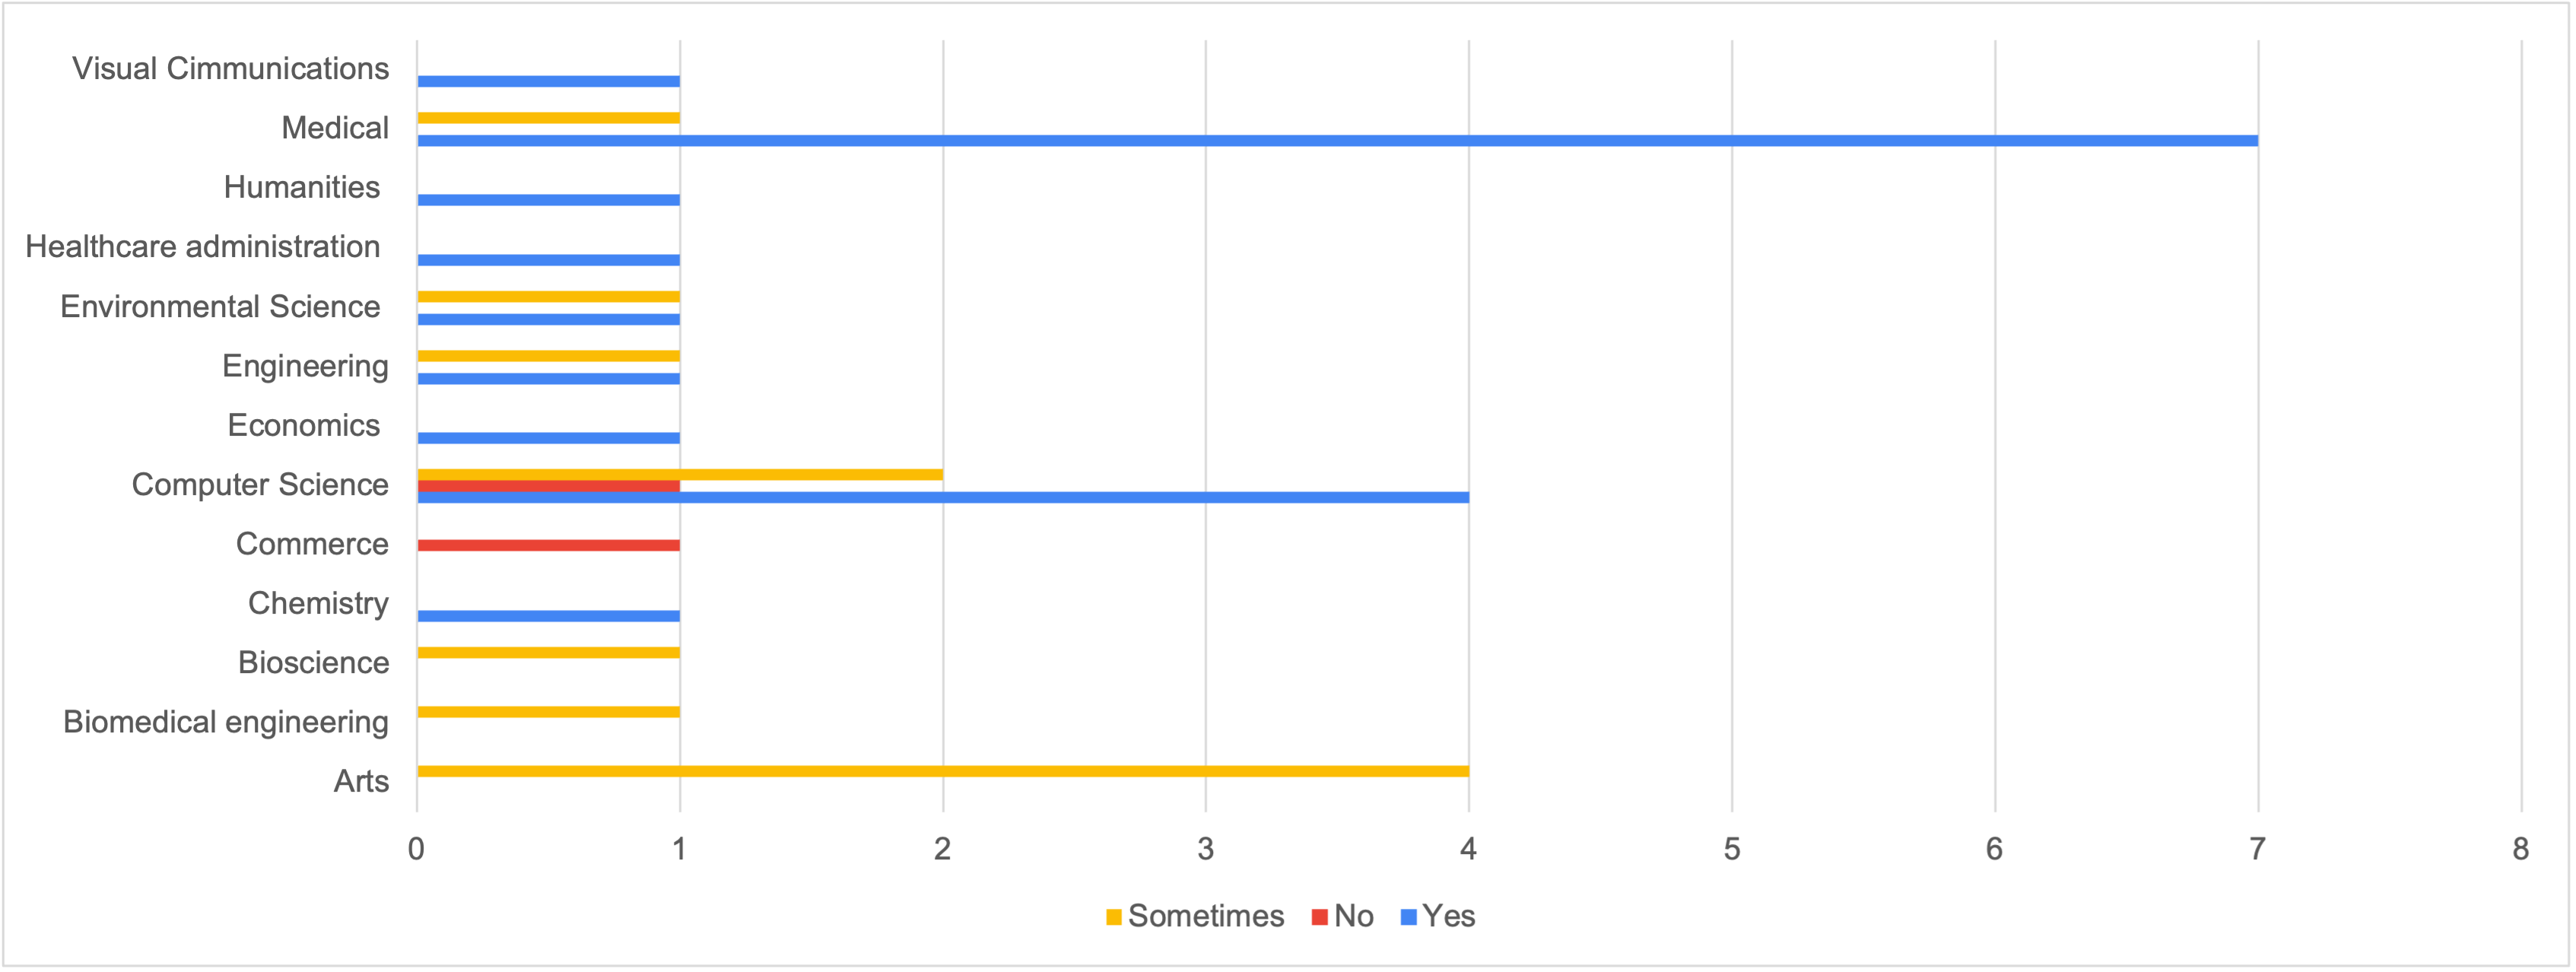 Visual Cimmunications
Medical
Humanities
Healthcare administration
Environmental Science
Engineering
Economics
Computer Science
Commerce
Chemistry
Bioscience
Biomedical engineering
Arts
0 1 2 3 4 5 6 7 8
Sometimes No Yes